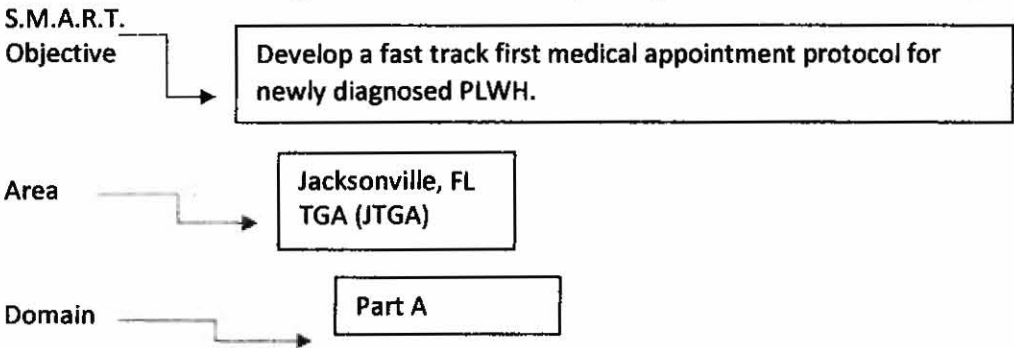 S.M.A.R.T.
Objective
Develop a fast track first medical appointment protocol for
newly diagnosed PLWH.
Area
Jacksonville, FL
TGA (JTGA)
Domain
Part A